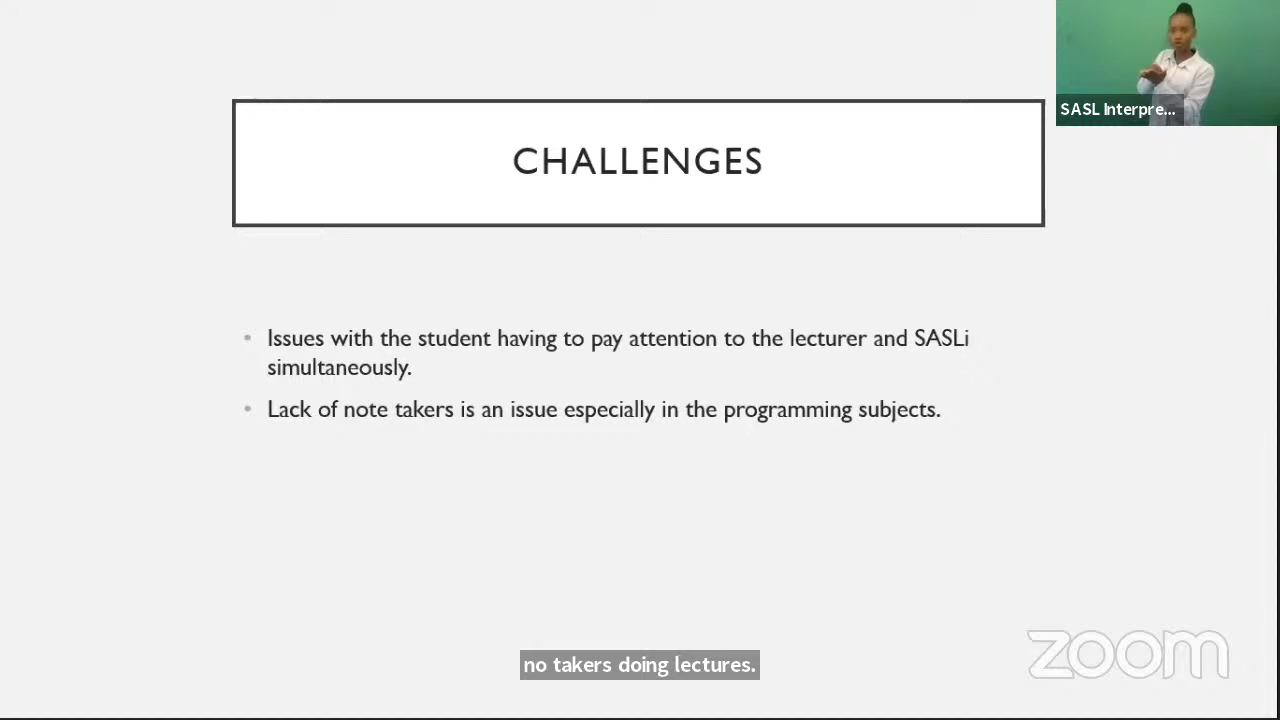 SASL Interpre...
CHALLENGES
• Issues with the student having to pay attention to the lecturer and SASLi
simultaneously.
• Lack of note takers is an issue especially in the programming subjects.
no takers doing lectures.
zoom